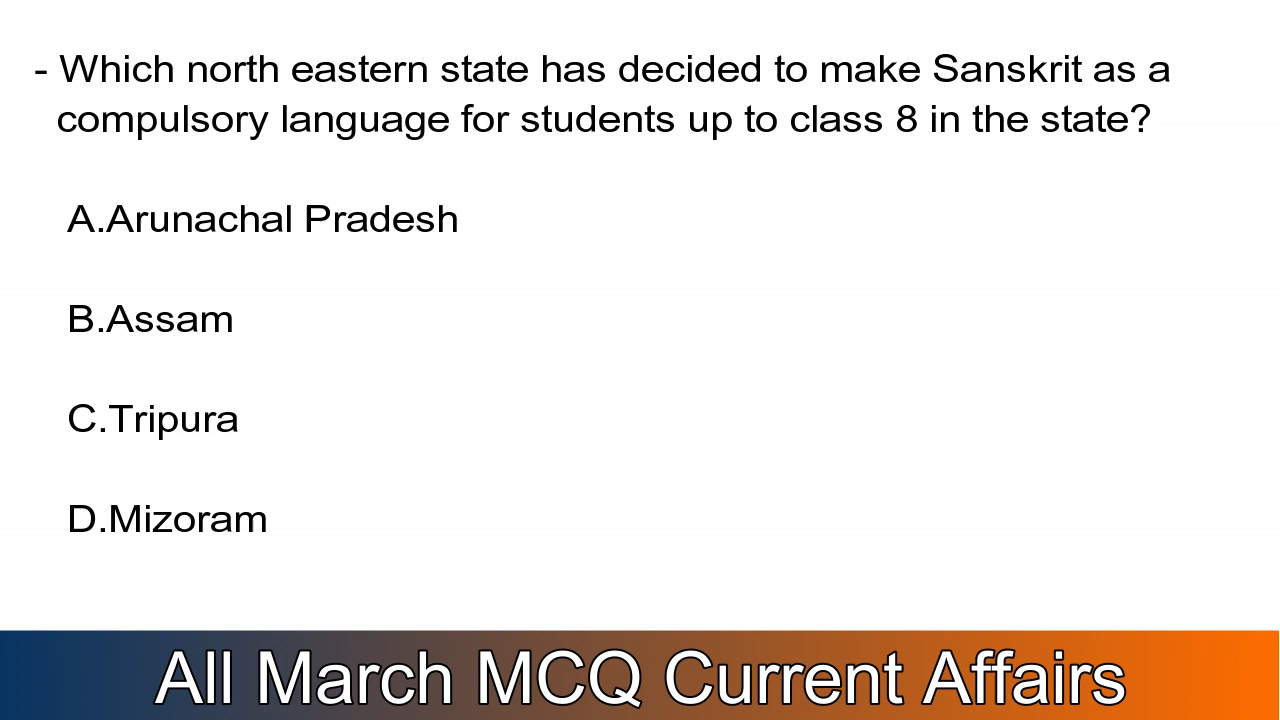 - Which north eastern state has decided to make Sanskrit as a
compulsory language for students up to class 8 in the state?
A.Arunachal Pradesh
B.Assam
C.Tripura
D.Mizoram
All March MCQ Current Affairs